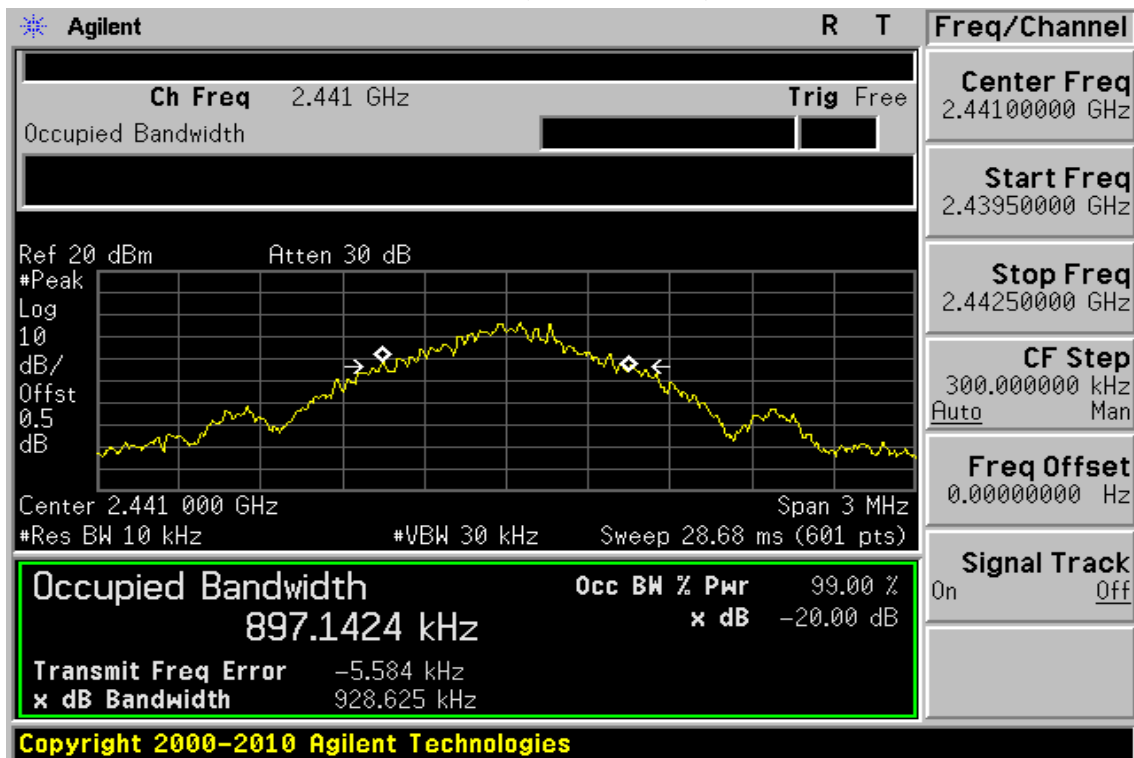 Agilent R T
Ch Freq 2.441 GHz Trig Free
Occupied Bandwidth
Ref 20 dBm Atten 30 dB
#Peak
Log
10
dB/
Offst
0.5
dB
Center 2.441 000 GHz Span 3 MHz
#Res BW 10 kHz #VBW 30 kHz Sweep 28.68 ms (601 pts)
Occupied Bandwidth Occ BW % Pwr 99.00 %
897.1424 kHz x dB -20.00 dB
Transmit Freq Error -5.584 kHz
x dB Bandwidth 928.625 kHz
Copyright 2000-2010 Agilent Technologies
Freq/Channel
Center Freq
2.44100000 GHz
Start Freq
2.43950000 GHz
Stop Freq
2.44250000 GHz
CF Step
300.000000 kHz
Auto Man
Freq Offset
0.00000000 Hz
Signal Track
On Off